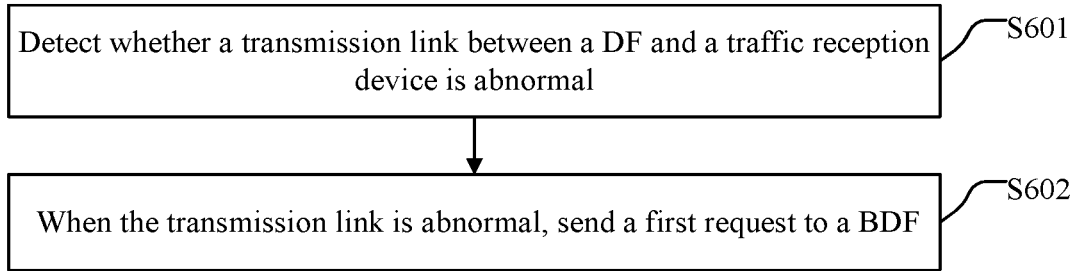 Detect whether a transmission link between a DF and a traffic reception
device is abnormal
S601
When the transmission link is abnormal, send a first request to a BDF
S602